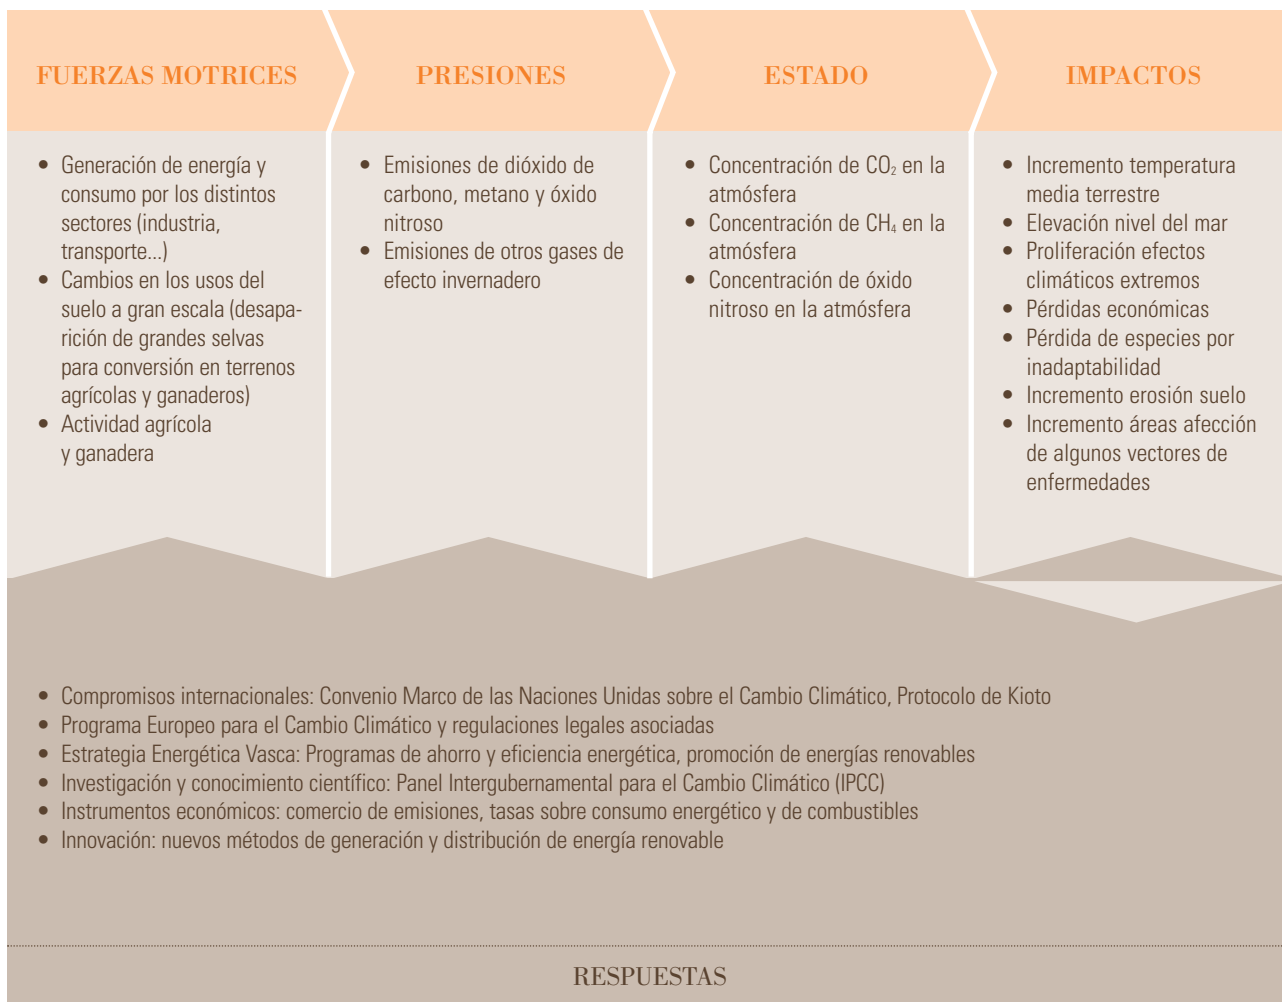 FUERZAS MOTRICES
• Generación de energía y
consumo por los distintos
sectores (industria,
transporte...)
• Cambios en los usos del
suelo a gran escala (desapa-
rición de grandes selvas
para conversión en terrenos
agrícolas y ganaderos)
• Actividad agrícola
y ganadera
PRESIONES
• Emisiones de dióxido de
carbono, metano y óxido
nitroso
• Emisiones de otros gases de
efecto invernadero
ESTADO
• Concentración de CO₂ en la
atmósfera
• Concentración de CH₄ en la
atmósfera
• Concentración de óxido
nitroso en la atmósfera
IMPACTOS
• Incremento temperatura
media terrestre
• Elevación nivel del mar
• Proliferación efectos
climáticos extremos
• Pérdidas económicas
• Pérdida de especies por
inadaptabilidad
• Incremento erosión suelo
• Incremento áreas afección
de algunos vectores de
enfermedades
• Compromisos internacionales: Convenio Marco de las Naciones Unidas sobre el Cambio Climático, Protocolo de Kioto
• Programa Europeo para el Cambio Climático y regulaciones legales asociadas
• Estrategia Energética Vasca: Programas de ahorro y eficiencia energética, promoción de energías renovables
• Investigación y conocimiento científico: Panel Intergubernamental para el Cambio Climático (IPCC)
• Instrumentos económicos: comercio de emisiones, tasas sobre consumo energético y de combustibles
• Innovación: nuevos métodos de generación y distribución de energía renovable
RESPUESTAS